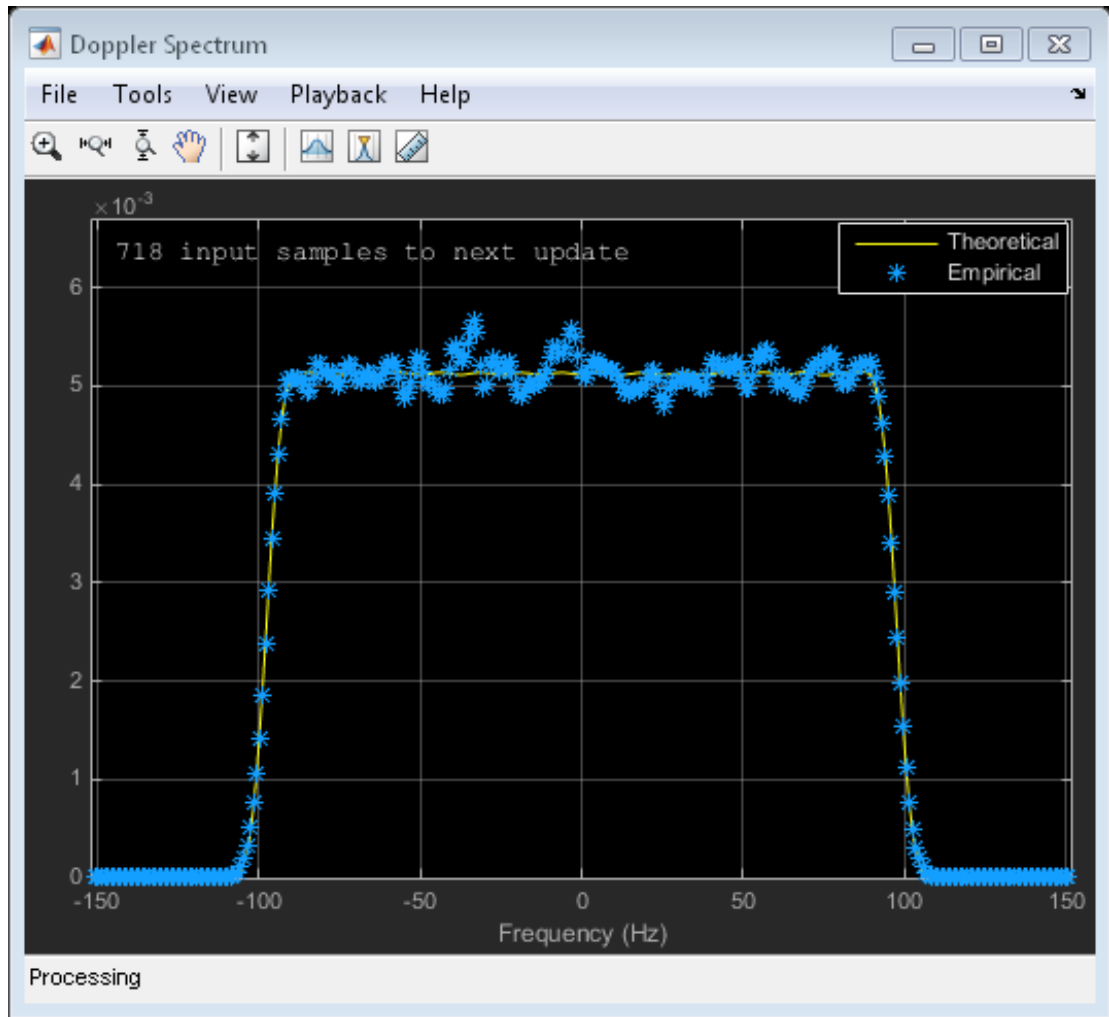 Doppler Spectrum
File Tools View Playback Help
×10⁻³
718 input samples to next update
Theoretical
Empirical
6
5
4
3
2
1
0
-150 -100 -50 0 50 100 150
Frequency (Hz)
Processing